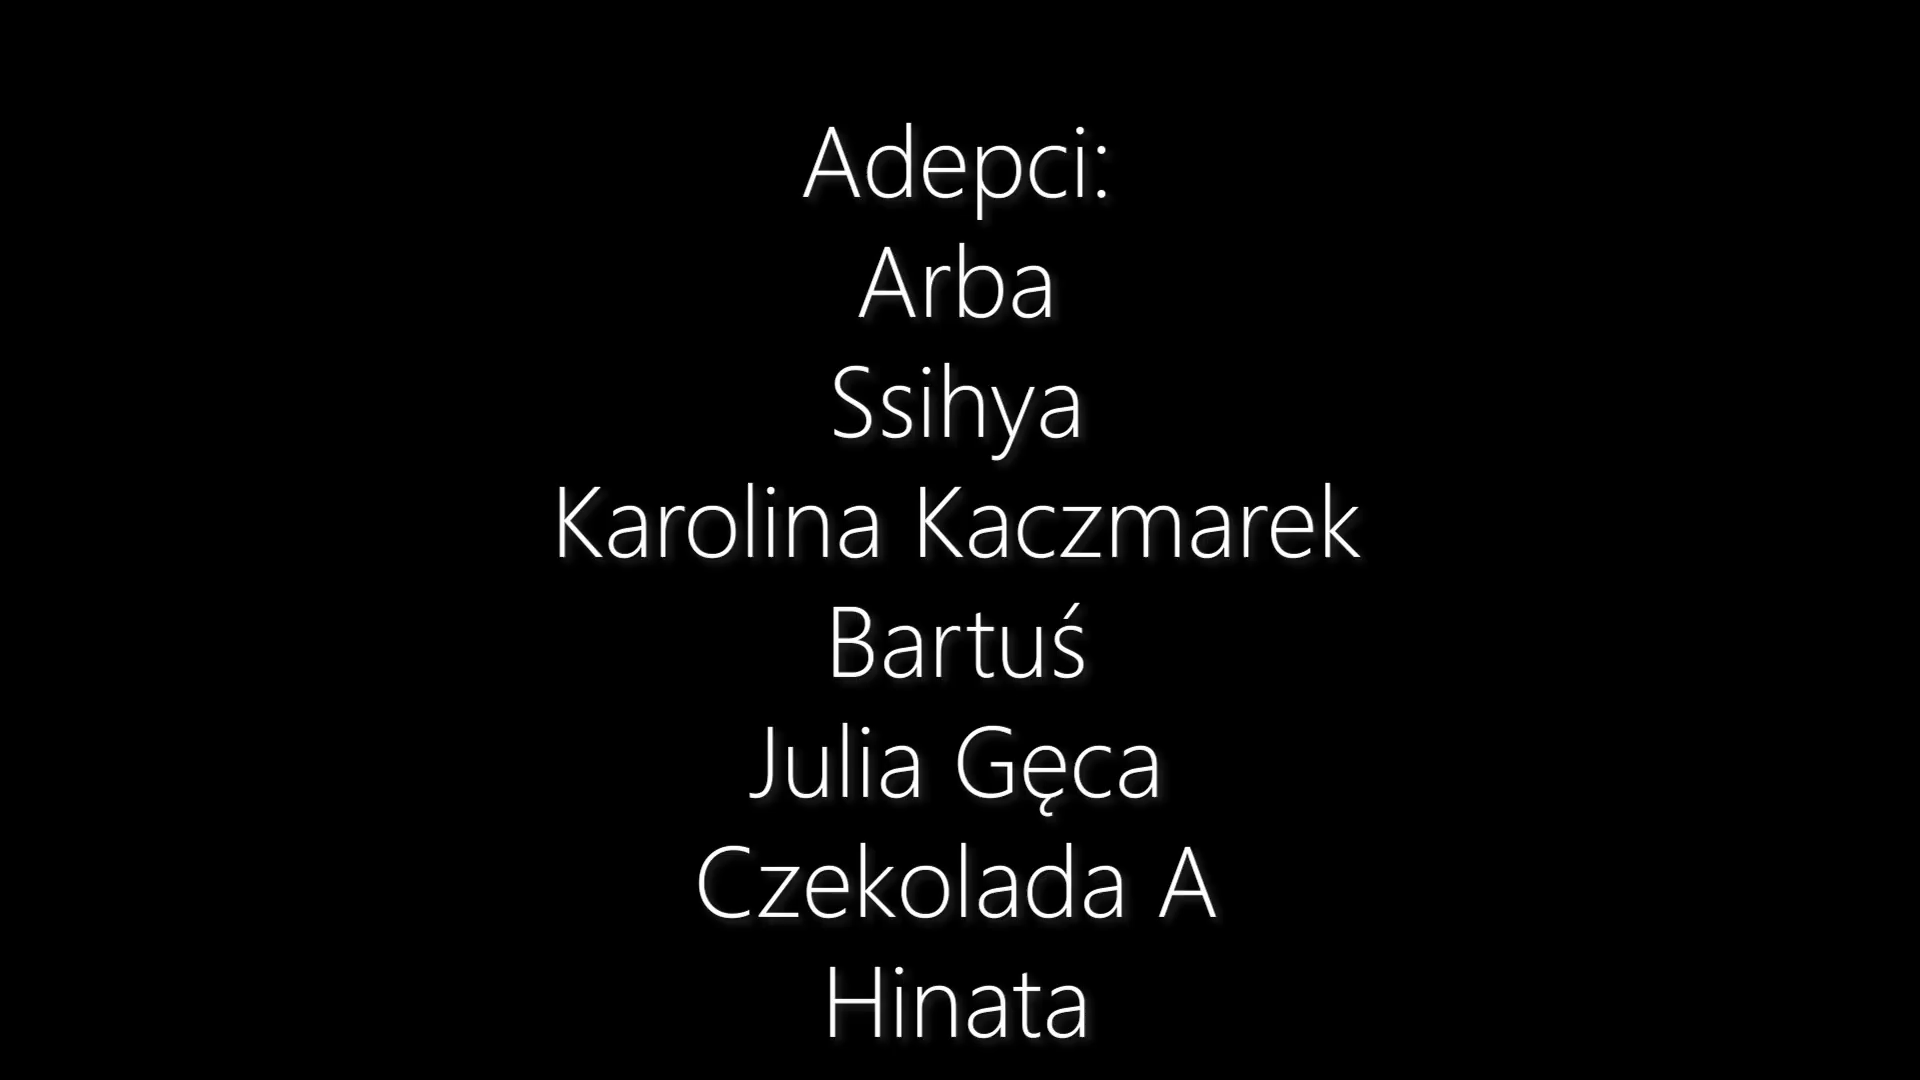 Adepci:
Arba
Ssihya
Karolina Kaczmarek
Bartuś
Julia Gęca
Czekolada A
Hinata